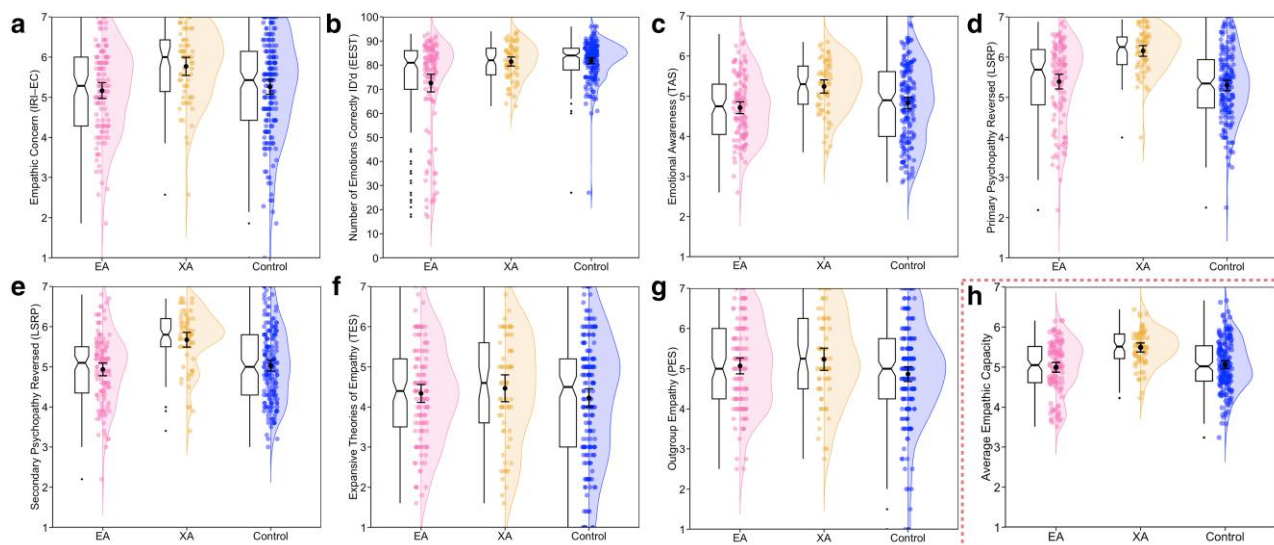 a
Empathic Concern (IRI–EC)
7
6
5
4
3
2
1
EA XA Control
b
Number of Emotions Correctly ID'd (EEST)
100
90
80
70
60
50
40
30
20
10
0
EA XA Control
c
Emotional Awareness (TAS)
7
6
5
4
3
2
1
EA XA Control
d
Primary Psychopathy Reversed (LSRP)
7
6
5
4
3
2
1
EA XA Control
e
Secondary Psychopathy Reversed (LSRP)
7
6
5
4
3
2
1
EA XA Control
f
Expansive Theories of Empathy (TES)
7
6
5
4
3
2
1
EA XA Control
g
Outgroup Empathy (PES)
7
6
5
4
3
2
1
EA XA Control
h
Average Empathic Capacity
7
6
5
4
3
2
1
EA XA Control